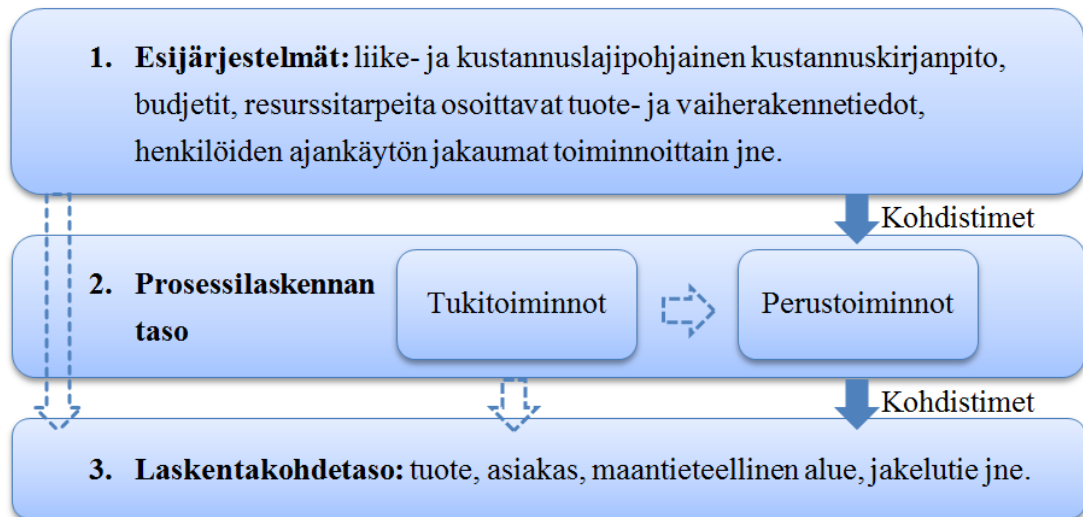 1. Esijärjestelmät: liike- ja kustannuslajipohjainen kustannuskirjanpito,
budjetit, resurssitarpeita osoittavat tuote- ja vaiherakennetiedot,
henkilöiden ajankäytön jakaumat toiminnoittain jne.
Kohdistimet
2. Prosessilaskennan
taso
Tukitoiminnot
Perustoiminnot
Kohdistimet
3. Laskentakohdetaso: tuote, asiakas, maantieteellinen alue, jakelutie jne.